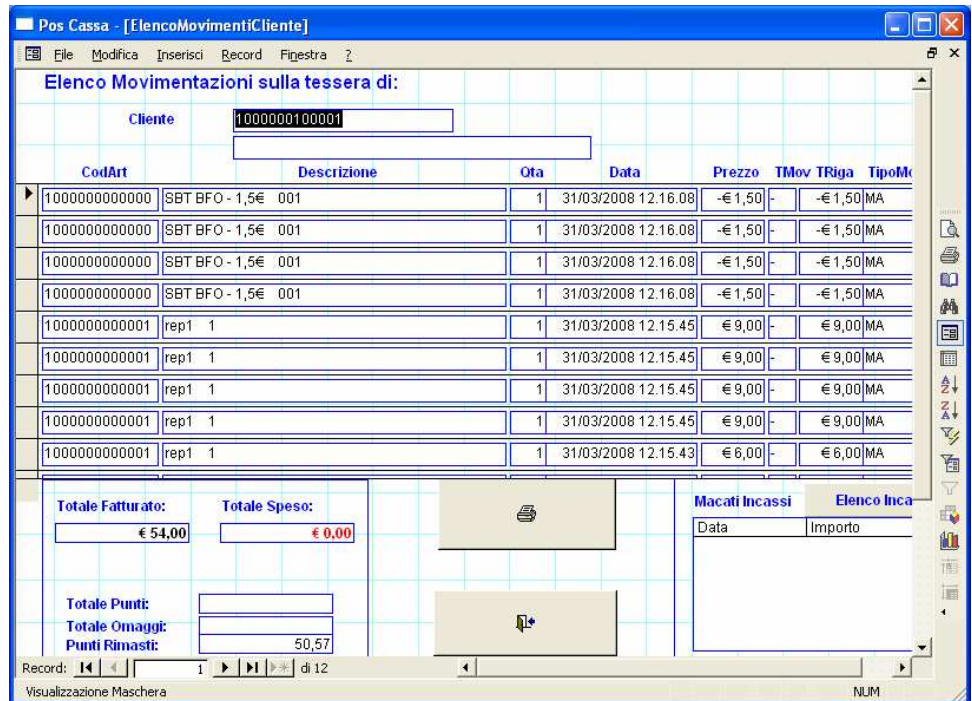 Pos Cassa - [ElencoMovimentiCliente]
File Modifica Inserisci Record Finestra ?
Elenco Movimentazioni sulla tessera di:
Cliente 1000000100001
CodArt Descrizione Qta Data Prezzo TMov TRiga TipoMo
1000000000000 SBT BFO - 1,5€ 001 1 31/03/2008 12.16.08 -€ 1,50 - -€ 1,50 MA
1000000000000 SBT BFO - 1,5€ 001 1 31/03/2008 12.16.08 -€ 1,50 - -€ 1,50 MA
1000000000000 SBT BFO - 1,5€ 001 1 31/03/2008 12.16.08 -€ 1,50 - -€ 1,50 MA
1000000000000 SBT BFO - 1,5€ 001 1 31/03/2008 12.16.08 -€ 1,50 - -€ 1,50 MA
1000000000001 rep1 1 1 31/03/2008 12.15.45 € 9,00 - € 9,00 MA
1000000000001 rep1 1 1 31/03/2008 12.15.45 € 9,00 - € 9,00 MA
1000000000001 rep1 1 1 31/03/2008 12.15.45 € 9,00 - € 9,00 MA
1000000000001 rep1 1 1 31/03/2008 12.15.45 € 9,00 - € 9,00 MA
1000000000001 rep1 1 1 31/03/2008 12.15.43 € 6,00 - € 6,00 MA
Totale Fatturato: Totale Speso: Macati Incassi Elenco Inca
€ 54,00 € 0,00 Data Importo
Totale Punti:
Totale Omaggi:
Punti Rimasti: 50,57
Record: 1 di 12
Visualizzazione Maschera NUM